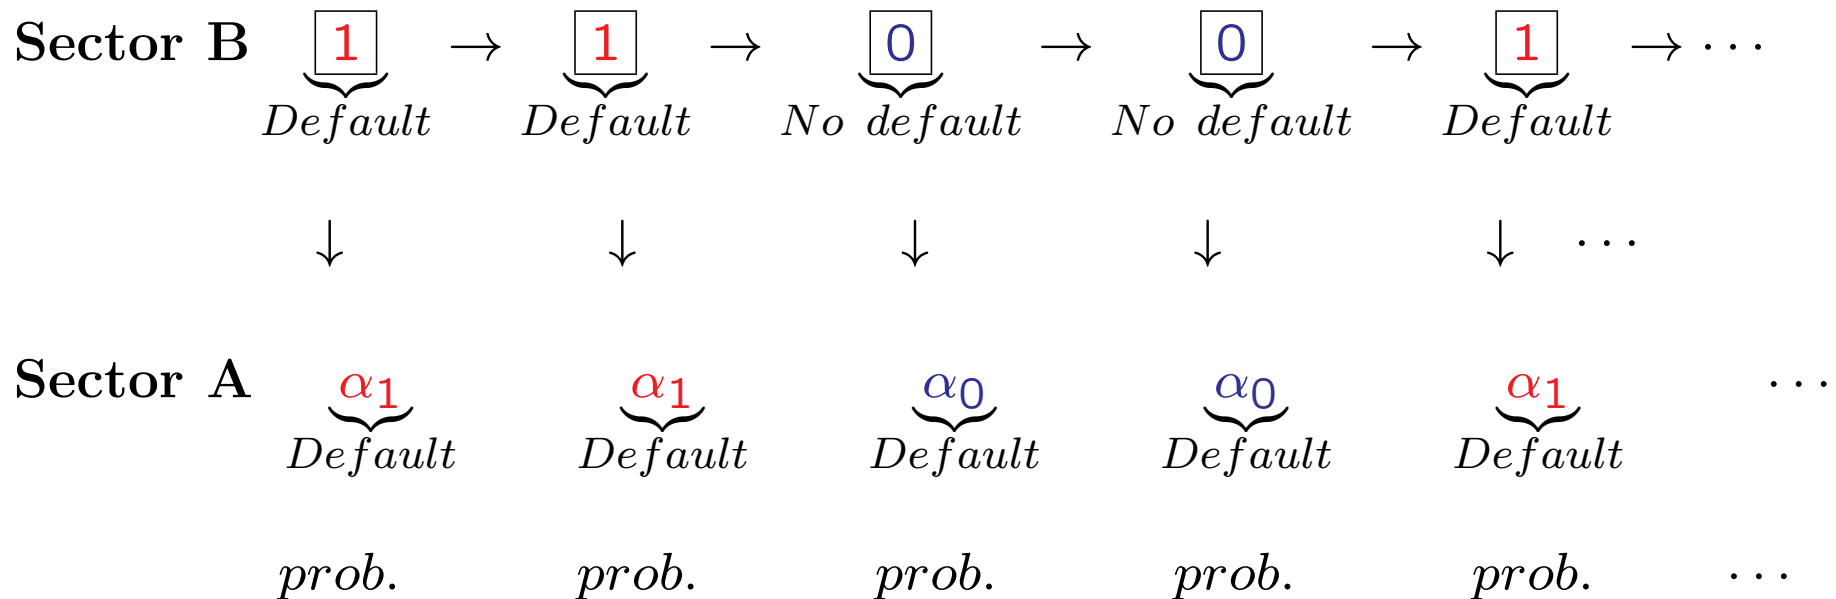 Sector B 1 → 1 → 0 → 0 → 1 → ⋯
Default Default No default No default Default
↓ ↓ ↓ ↓ ↓ ⋯
Sector A α₁ α₁ α₀ α₀ α₁ ⋯
Default Default Default Default Default
prob. prob. prob. prob. prob. ⋯